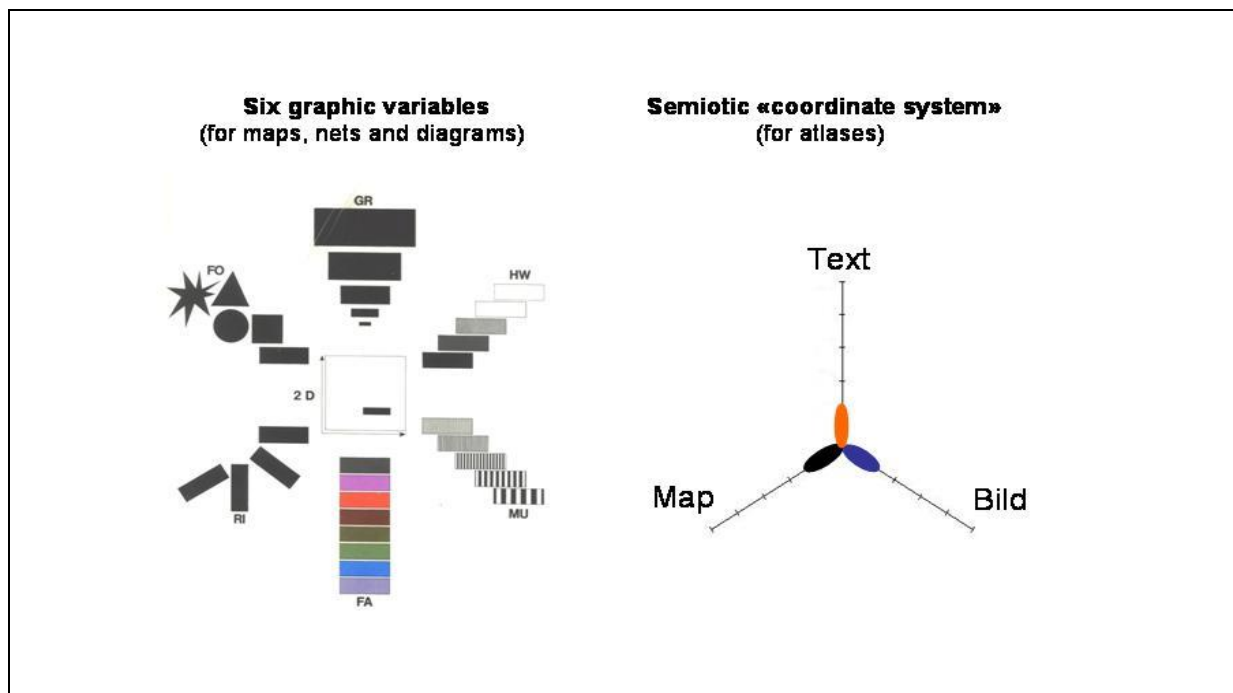 Six graphic variables
(for maps, nets and diagrams)
Semiotic «coordinate system»
(for atlases)
GR
FO
HW
2 D
RI
MU
FA
Text
Map
Bild